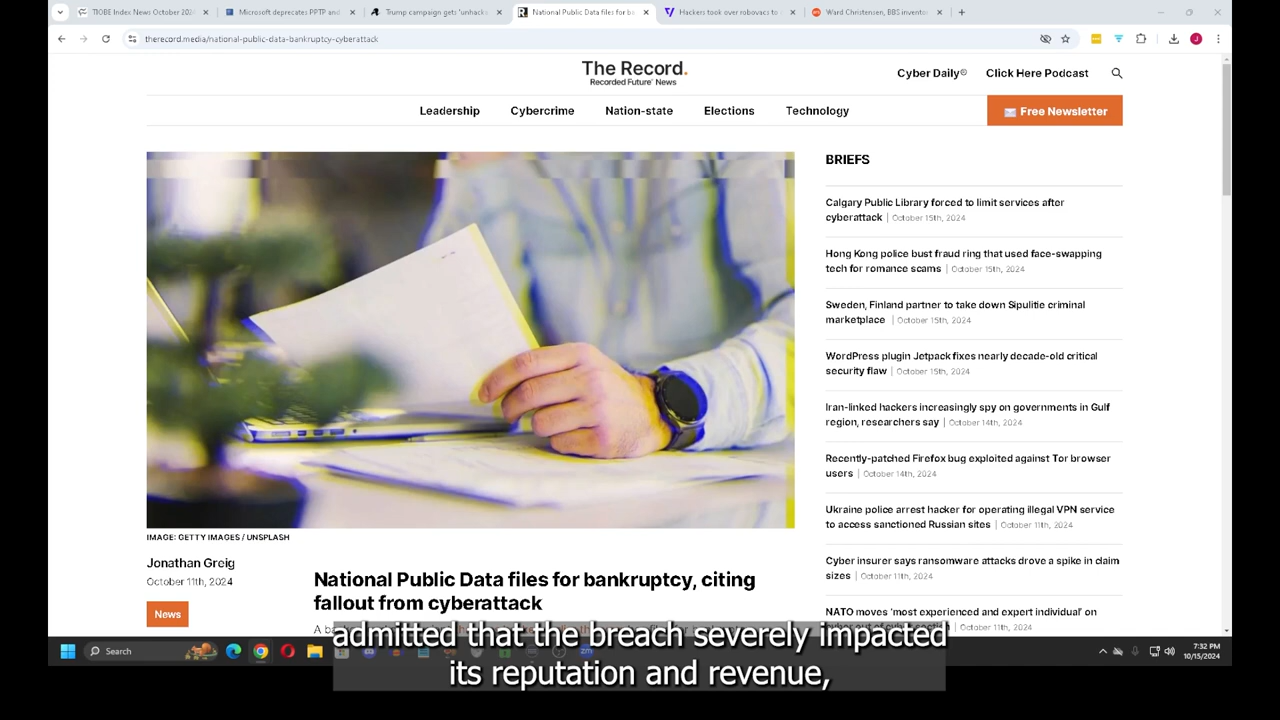 TIOBE Index News October 202
Microsoft deprecates PPTP and
Trump campaign gets 'unhack
National Public Data files for ba
Hackers took over robovacs to
Ward Christensen, BBS inventor
therecord.media/national-public-data-bankruptcy-cyberattack
The Record.
Recorded Future® News
Cyber Daily®
Click Here Podcast
Leadership
Cybercrime
Nation-state
Elections
Technology
Free Newsletter
BRIEFS
Calgary Public Library forced to limit services after
cyberattack | October 15th, 2024
Hong Kong police bust fraud ring that used face-swapping
tech for romance scams | October 15th, 2024
Sweden, Finland partner to take down Sipulitie criminal
marketplace | October 15th, 2024
WordPress plugin Jetpack fixes nearly decade-old critical
security flaw | October 15th, 2024
Iran-linked hackers increasingly spy on governments in Gulf
region, researchers say | October 14th, 2024
Recently-patched Firefox bug exploited against Tor browser
users | October 14th, 2024
Ukraine police arrest hacker for operating illegal VPN service
to access sanctioned Russian sites | October 11th, 2024
Cyber insurer says ransomware attacks drove a spike in claim
sizes | October 11th, 2024
NATO moves 'most experienced and expert individual' on
IMAGE: GETTY IMAGES / UNSPLASH
Jonathan Greig
October 11th, 2024
News
National Public Data files for bankruptcy, citing
fallout from cyberattack
admitted that the breach severely impacted
its reputation and revenue,
Search
7:32 PM
10/15/2024